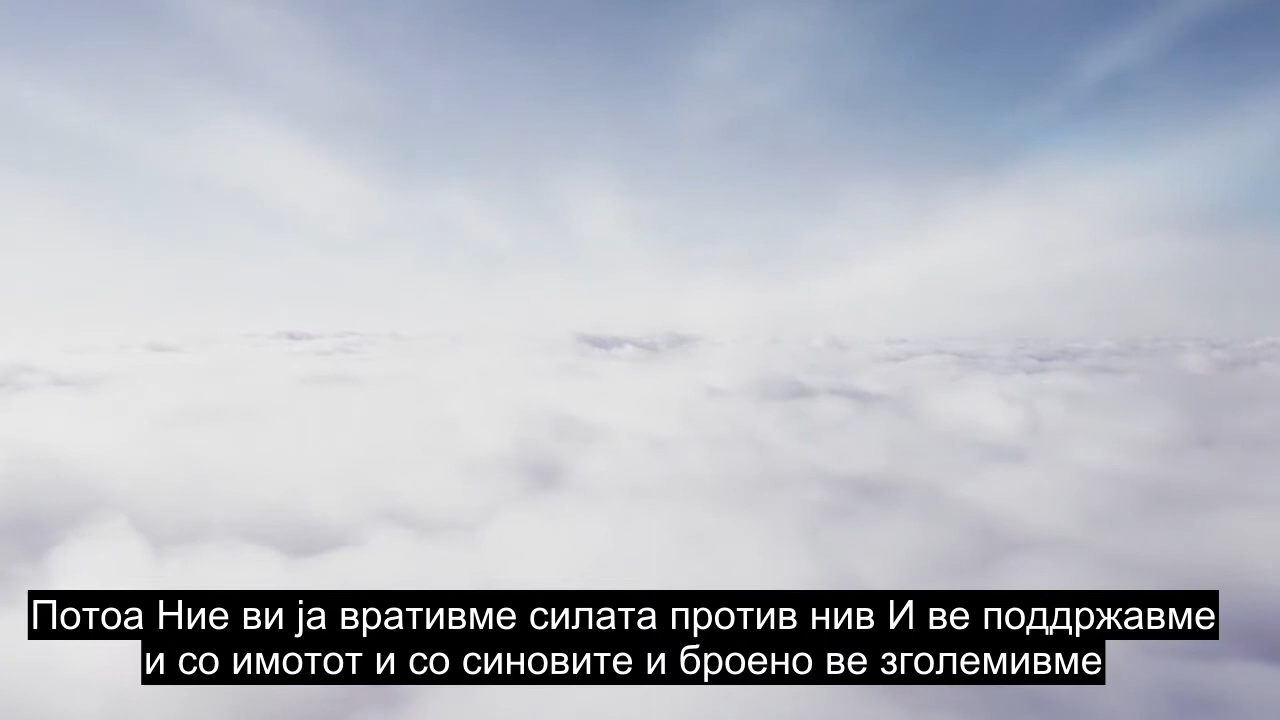 Потоа Ние ви ја вративме силата против нив И ве поддржавме
и со имотот и со синовите и броено ве зголемивме